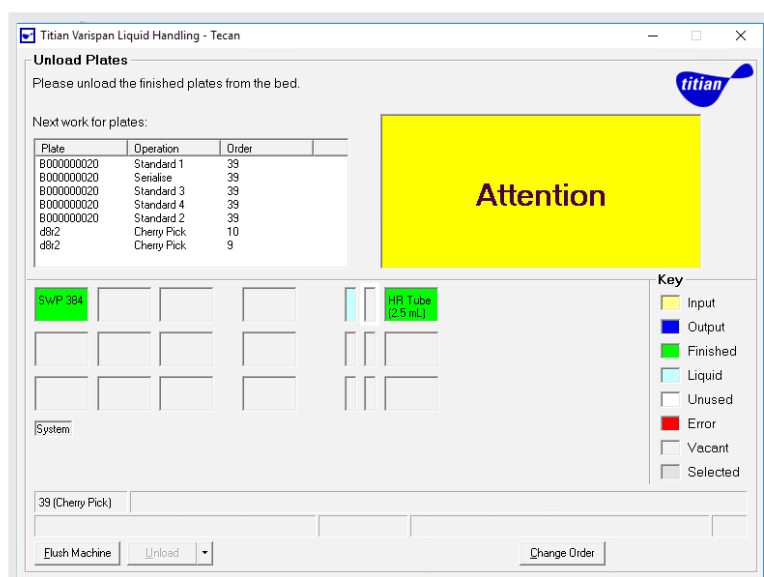 Titian Varispan Liquid Handling - Tecan
Unload Plates
Please unload the finished plates from the bed.
titian
Next work for plates:
Plate Operation Order
B000000020 Standard 1 39
B000000020 Serialise 39
B000000020 Standard 3 39
B000000020 Standard 4 39
B000000020 Standard 2 39
d8r2 Cherry Pick 10
d8r2 Cherry Pick 9
Attention
SWP 384
HR Tube
(2.5 mL)
System
Key
Input
Output
Finished
Liquid
Unused
Error
Vacant
Selected
39 (Cherry Pick)
Flush Machine
Unload
Change Order